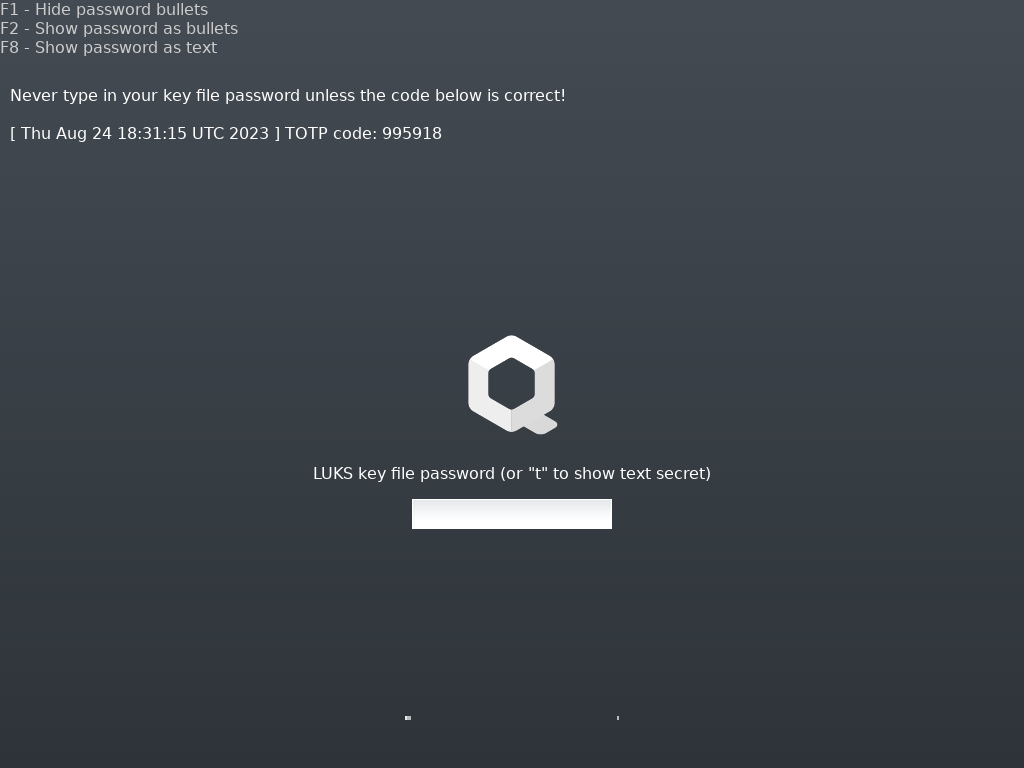 F1 - Hide password bullets
F2 - Show password as bullets
F8 - Show password as text
Never type in your key file password unless the code below is correct!
[ Thu Aug 24 18:31:15 UTC 2023 ] TOTP code: 995918
LUKS key file password (or "t" to show text secret)